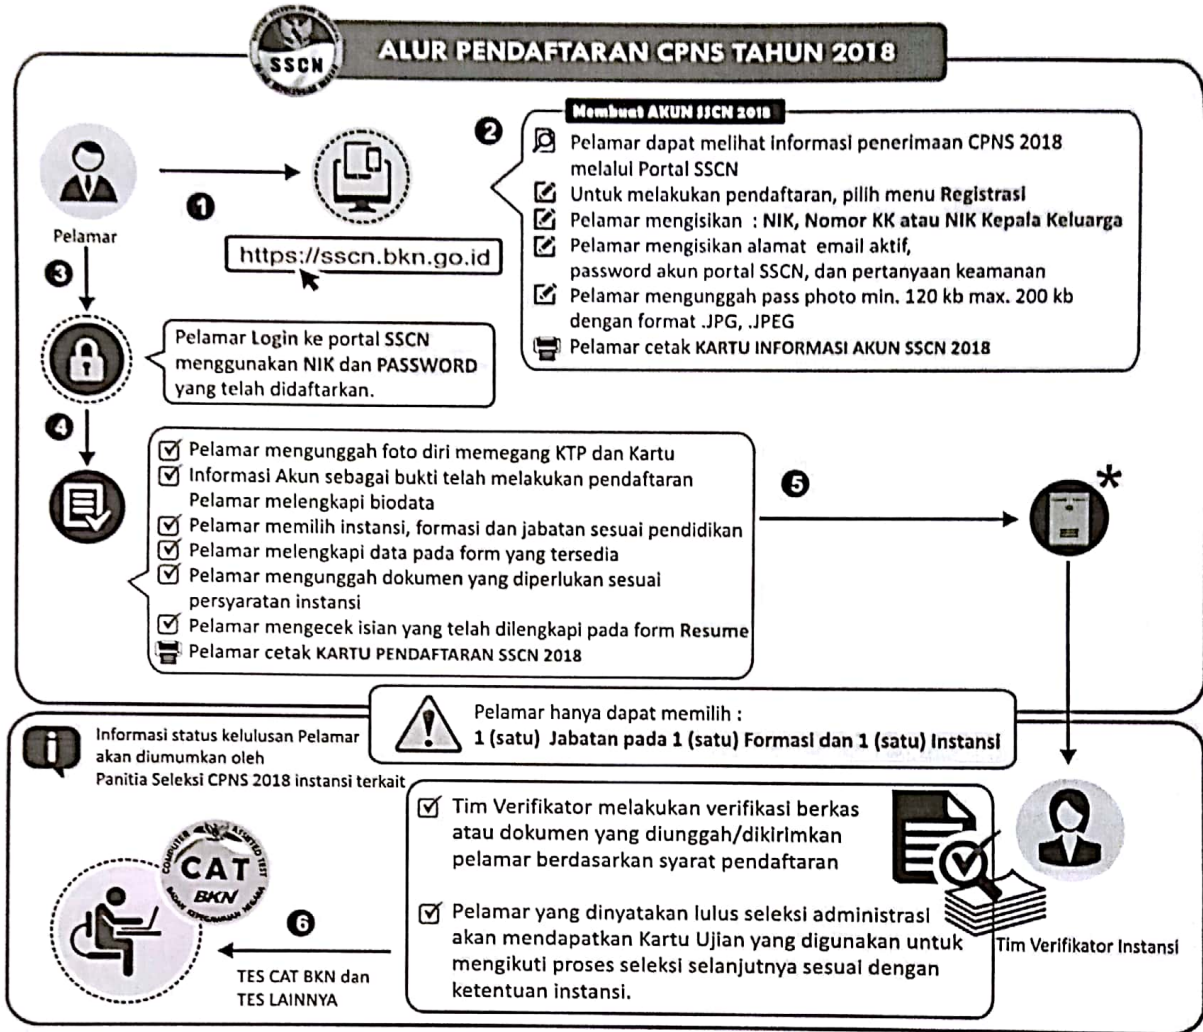 SSCN
ALUR PENDAFTARAN CPNS TAHUN 2018
Pelamar
1
https://sscn.bkn.go.id
2
Membuat AKUN SSCN 2018
Pelamar dapat melihat informasi penerimaan CPNS 2018
melalui Portal SSCN
Untuk melakukan pendaftaran, pilih menu Registrasi
Pelamar mengisikan : NIK, Nomor KK atau NIK Kepala Keluarga
Pelamar mengisikan alamat email aktif,
password akun portal SSCN, dan pertanyaan keamanan
Pelamar mengunggah pass photo min. 120 kb max. 200 kb
dengan format .JPG, .JPEG
Pelamar cetak KARTU INFORMASI AKUN SSCN 2018
3
Pelamar Login ke portal SSCN
menggunakan NIK dan PASSWORD
yang telah didaftarkan.
4
Pelamar mengunggah foto diri memegang KTP dan Kartu
Informasi Akun sebagai bukti telah melakukan pendaftaran
Pelamar melengkapi biodata
Pelamar memilih instansi, formasi dan jabatan sesuai pendidikan
Pelamar melengkapi data pada form yang tersedia
Pelamar mengunggah dokumen yang diperlukan sesuai
persyaratan instansi
Pelamar mengecek isian yang telah dilengkapi pada form Resume
Pelamar cetak KARTU PENDAFTARAN SSCN 2018
5
*
Pelamar hanya dapat memilih :
1 (satu) Jabatan pada 1 (satu) Formasi dan 1 (satu) Instansi
Informasi status kelulusan Pelamar
akan diumumkan oleh
Panitia Seleksi CPNS 2018 instansi terkait
Tim Verifikator melakukan verifikasi berkas
atau dokumen yang diunggah/dikirimkan
pelamar berdasarkan syarat pendaftaran
Pelamar yang dinyatakan lulus seleksi administrasi
akan mendapatkan Kartu Ujian yang digunakan untuk
mengikuti proses seleksi selanjutnya sesuai dengan
ketentuan instansi.
Tim Verifikator Instansi
COMPUTER ASSISTED TEST
CAT
BKN
BADAN KEPEGAWAIAN NEGARA
6
TES CAT BKN dan
TES LAINNYA